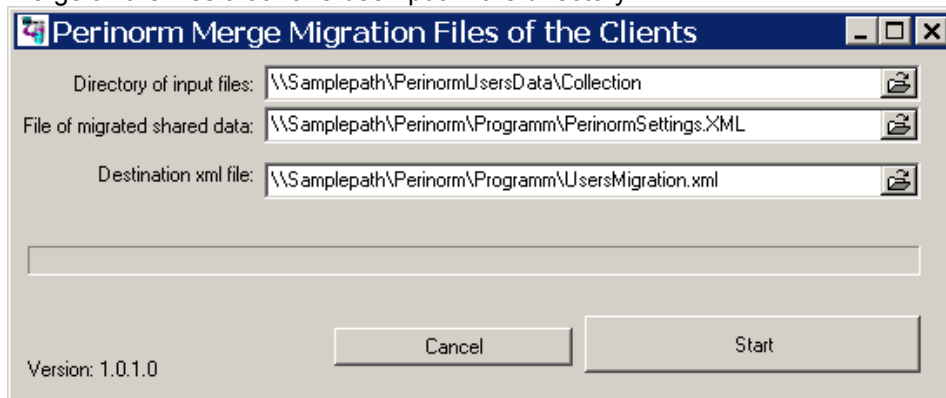 Perinorm Merge Migration Files of the Clients
Directory of input files: \\Samplepath\PerinormUsersData\Collection
File of migrated shared data: \\Samplepath\Perinorm\Programm\PerinormSettings.XML
Destination xml file: \\Samplepath\Perinorm\Programm\UsersMigration.xml
Cancel
Start
Version: 1.0.1.0